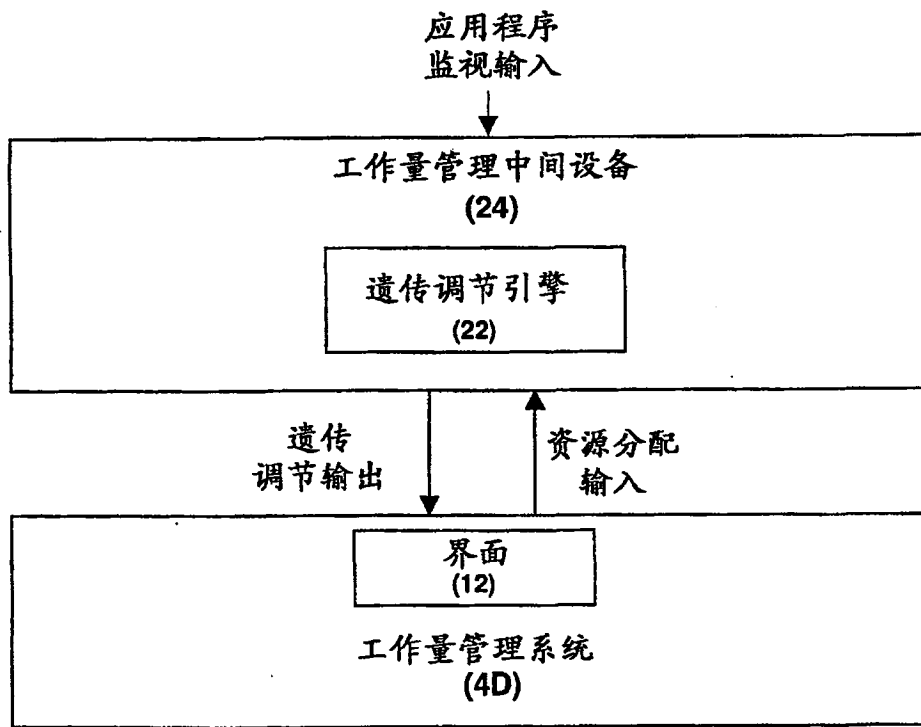 应用程序
监视输入
工作量管理中间设备
(24)
遗传调节引擎
(22)
遗传
调节输出
资源分配
输入
界面
(12)
工作量管理系统
(4D)